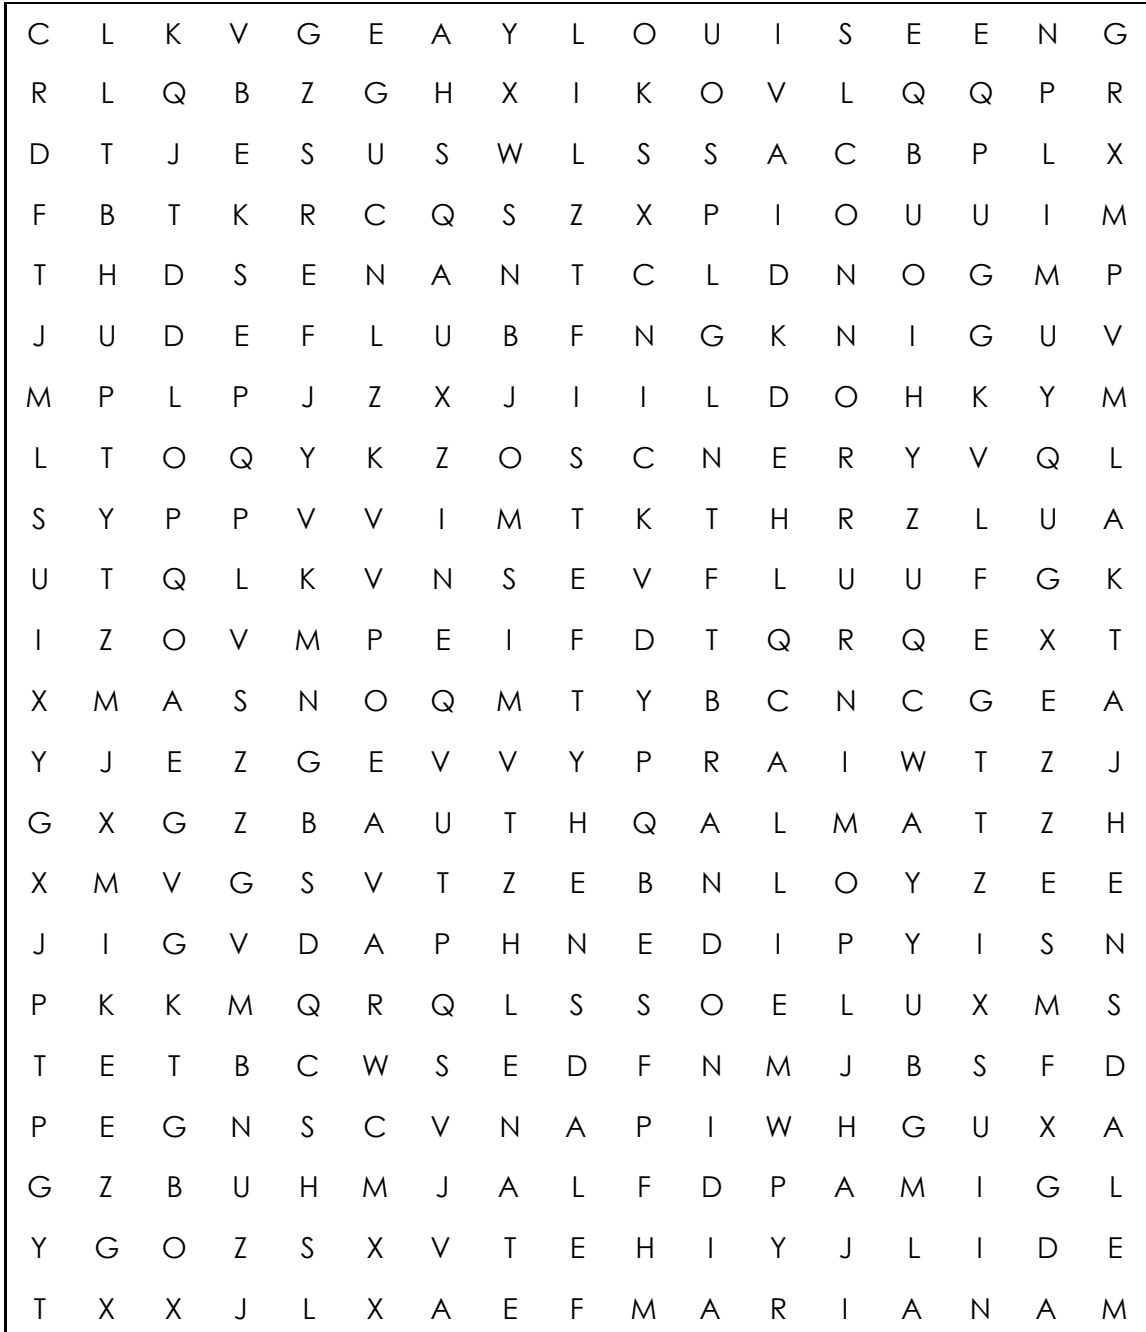 C L K V G E A Y L O U I S E E N G
R L Q B Z G H X I K O V L Q Q P R
D T J E S U S W L S S A C B P L X
F B T K R C Q S Z X P I O U U I M
T H D S E N A N T C L D N O G M P
J U D E F L U B F N G K N I G U V
M P L P J Z X J I I L D O H K Y M
L T O Q Y K Z O S C N E R Y V Q L
S Y P P V V I M T K T H R Z L U A
U T Q L K V N S E V F L U U F G K
I Z O V M P E I F D T Q R Q E X T
X M A S N O Q M T Y B C N C G E A
Y J E Z G E V V Y P R A I W T Z J
G X G Z B A U T H Q A L M A T Z H
X M V G S V T Z E B N L O Y Z E E
J I G V D A P H N E D I P Y I S N
P K K M Q R Q L S S O E L U X M S
T E T B C W S E D F N M J B S F D
P E G N S C V N A P I W H G U X A
G Z B U H M J A L F D P A M I G L
Y G O Z S X V T E H I Y J L I D E
T X X J L X A E F M A R I A N A M